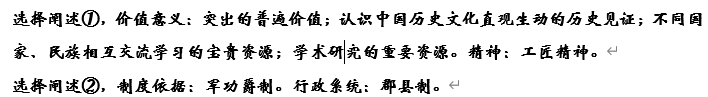 选择阐述①，价值意义：突出的普遍价值；认识中国历史文化直观生动的历史见证；不同国
家、民族相互交流学习的宝贵资源；学术研究的重要资源。精神：工匠精神。
选择阐述②，制度依据：军功爵制。行政系统：郡县制。